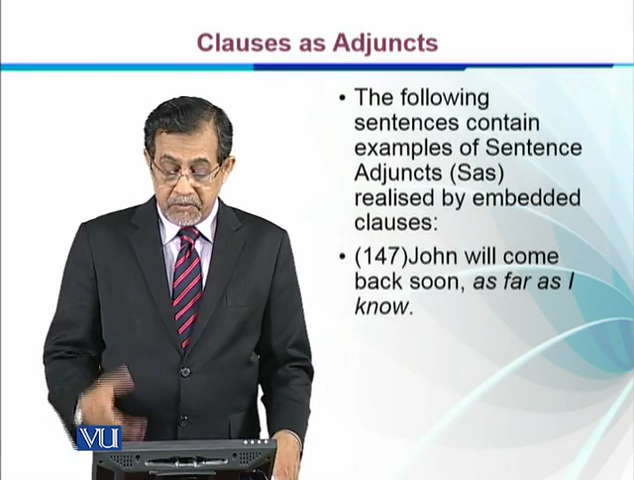 Clauses as Adjuncts
• The following
sentences contain
examples of Sentence
Adjuncts (Sas)
realised by embedded
clauses:
• (147)John will come
back soon, as far as I
know.
VU